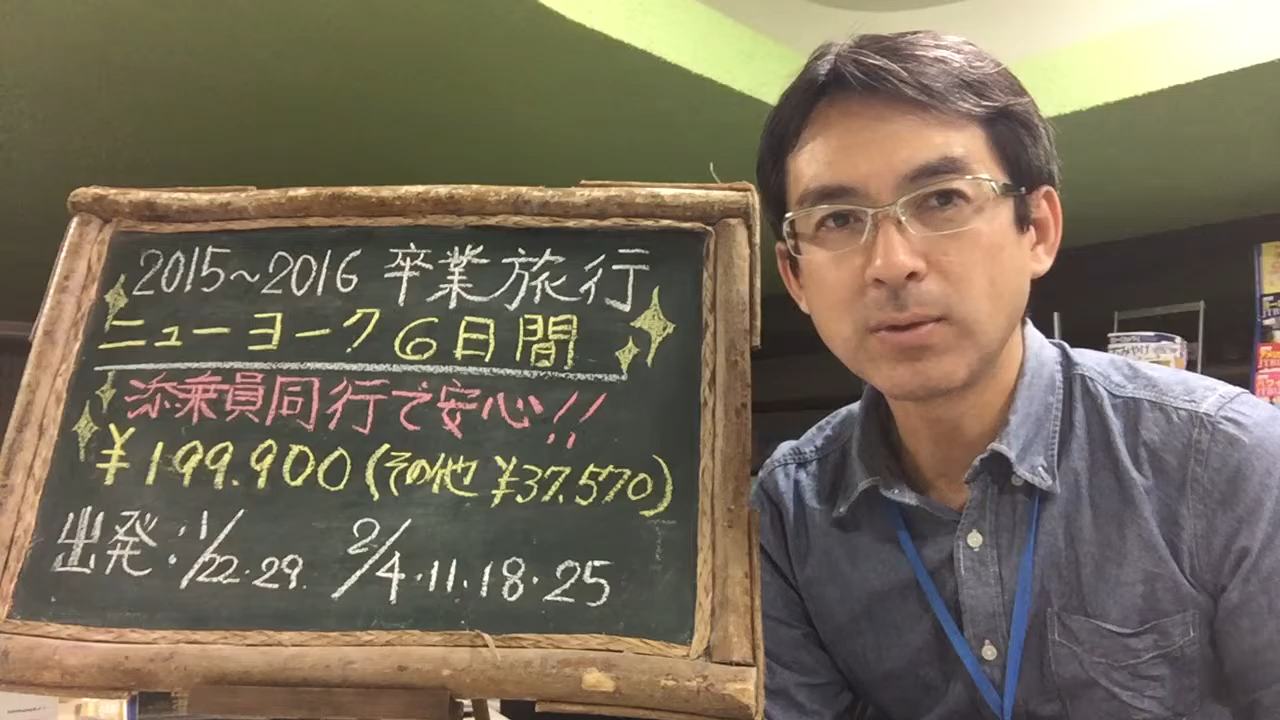 2015～2016 卒業旅行
ニューヨーク 6日間
添乗員同行で安心!!
¥199.900(その他 ¥37.570)
出発: 1/22・29. 2/4・11.18・25